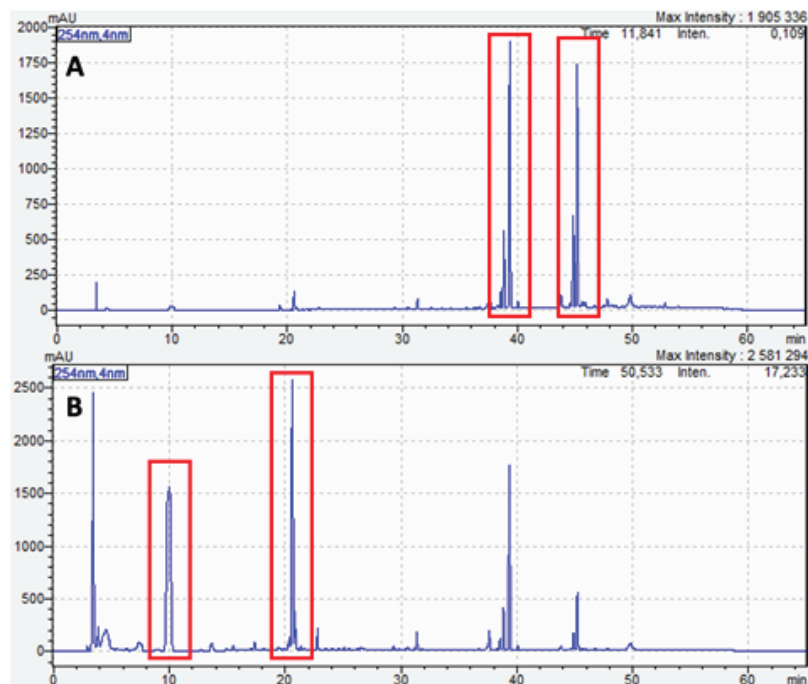 mAU
Max Intensity : 1 905 336
254nm,4nm
Time 11,841 Inten. 0,109
A
2000
1750
1500
1250
1000
750
500
250
0
0 10 20 30 40 50 60 min
mAU
Max Intensity : 2 581 294
254nm,4nm
Time 50,533 Inten. 17,233
B
2500
2000
1500
1000
500
0
0 10 20 30 40 50 60 min